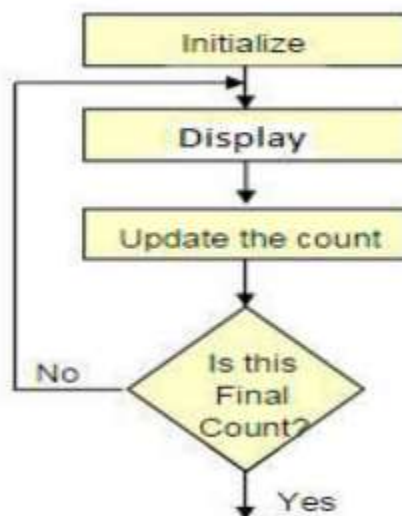 Initialize
Display
Update the count
Is this
Final
Count?
No
Yes